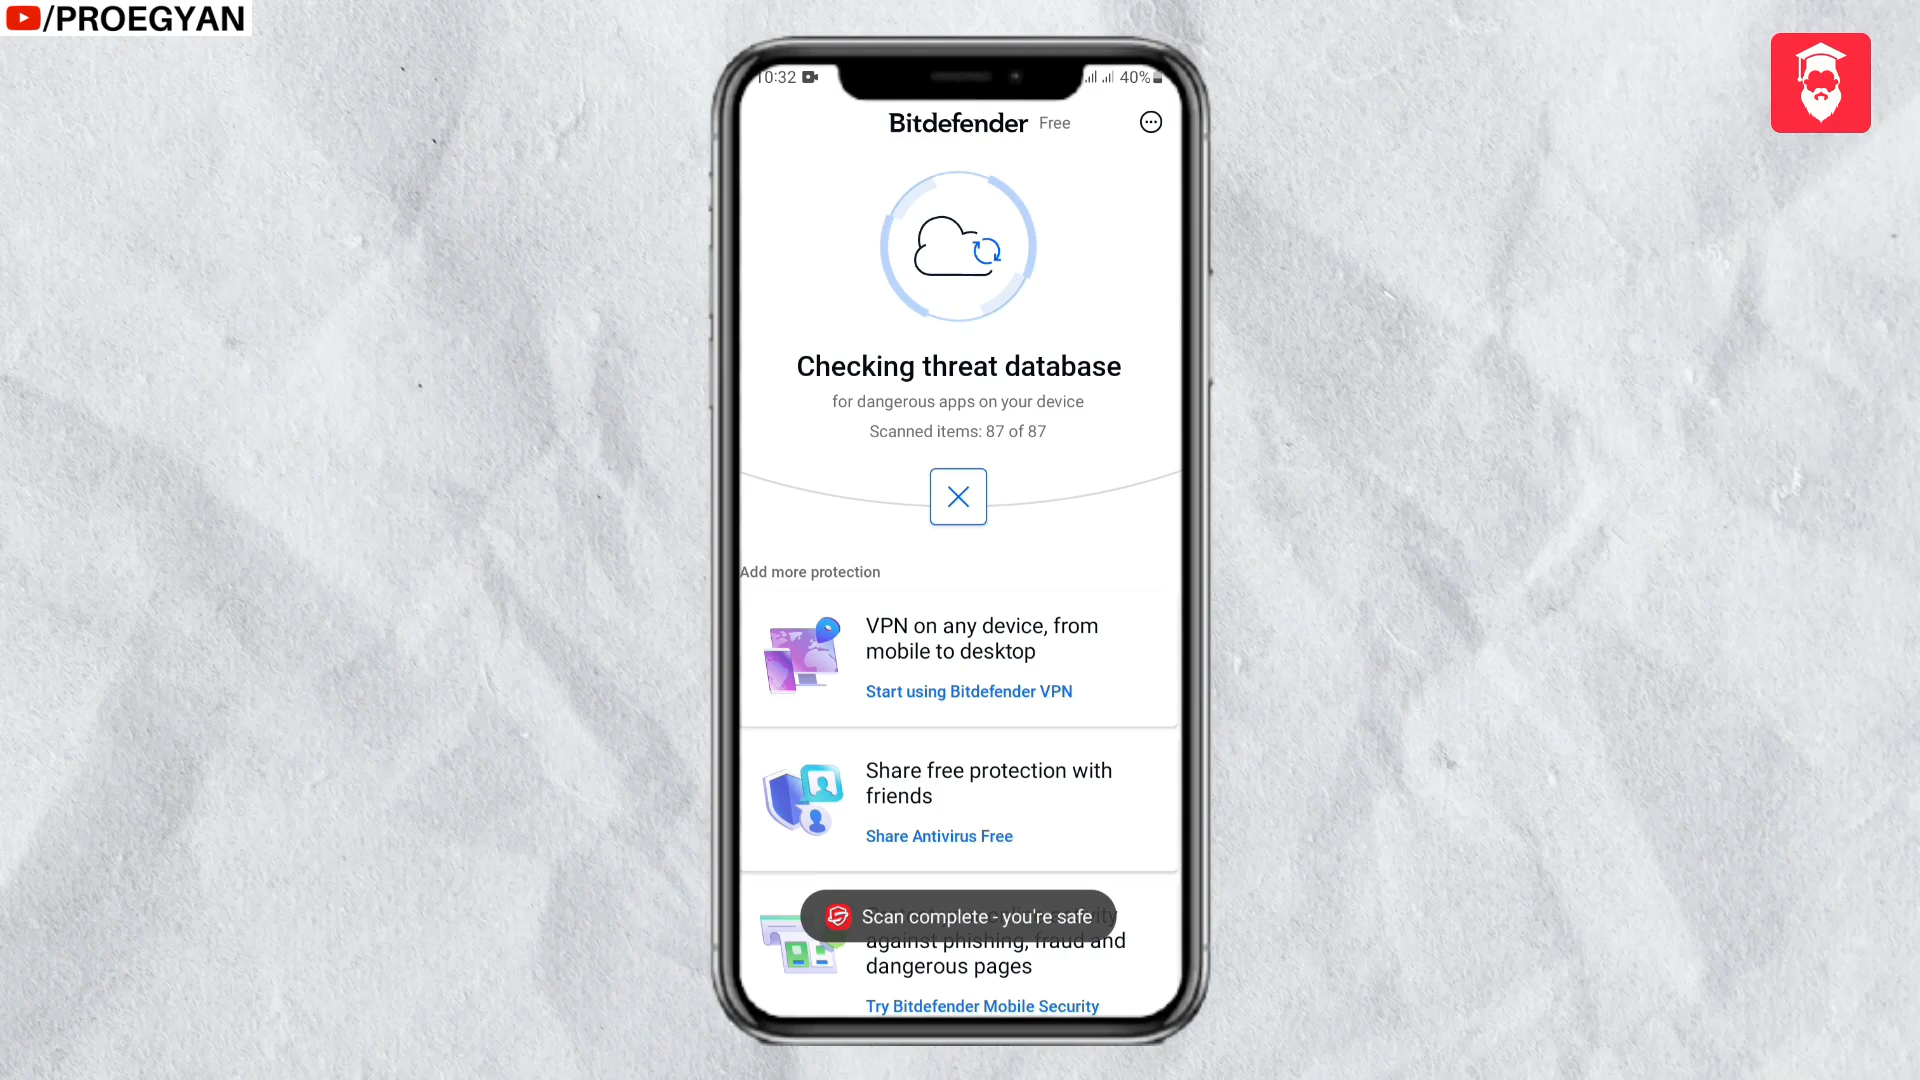 /PROEGYAN
10:32
40%
Bitdefender Free
Checking threat database
for dangerous apps on your device
Scanned items: 87 of 87
Add more protection
VPN on any device, from
mobile to desktop
Start using Bitdefender VPN
Share free protection with
friends
Share Antivirus Free
Scan complete - you're safe
against phishing, fraud and
dangerous pages
Try Bitdefender Mobile Security